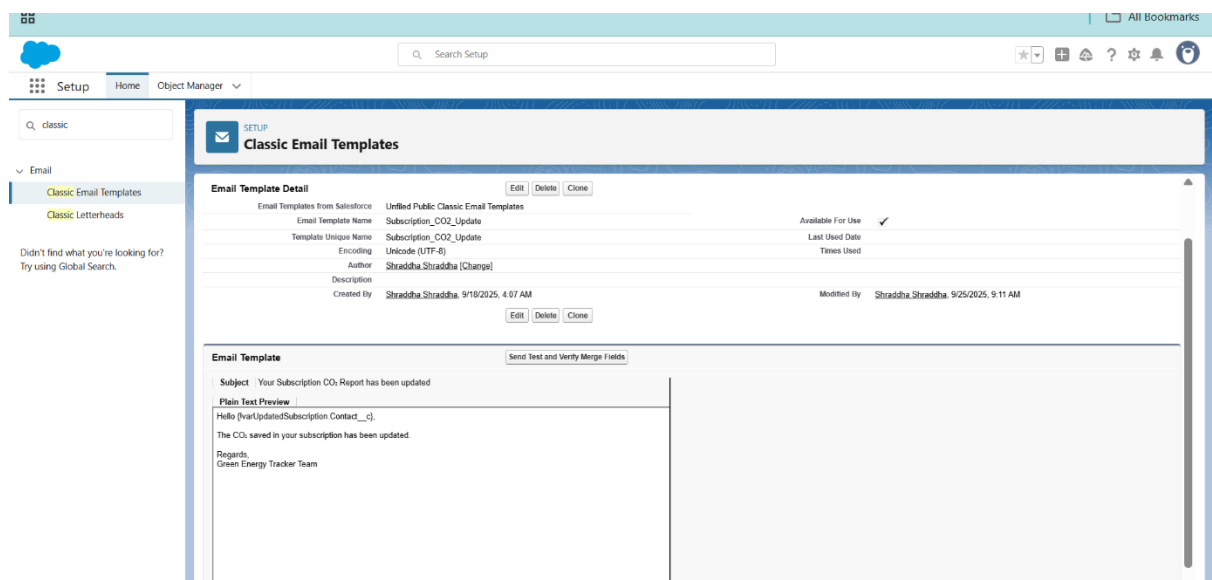 All Bookmarks
Search Setup
Setup Home Object Manager
classic
SETUP
Classic Email Templates
Email
Classic Email Templates
Classic Letterheads
Didn't find what you're looking for?
Try using Global Search.
Email Template Detail Edit Delete Clone
Email Templates from Salesforce Unfiled Public Classic Email Templates
Email Template Name Subscription_CO2_Update Available For Use ✓
Template Unique Name Subscription_CO2_Update Last Used Date
Encoding Unicode (UTF-8) Times Used
Author Shraddha Shraddha [Change]
Description
Created By Shraddha Shraddha, 9/18/2025, 4:07 AM Modified By Shraddha Shraddha, 9/25/2025, 9:11 AM
Edit Delete Clone
Email Template Send Test and Verify Merge Fields
Subject Your Subscription CO₂ Report has been updated
Plain Text Preview
Hello {!varUpdatedSubscription.Contact__c},
The CO₂ saved in your subscription has been updated.
Regards,
Green Energy Tracker Team